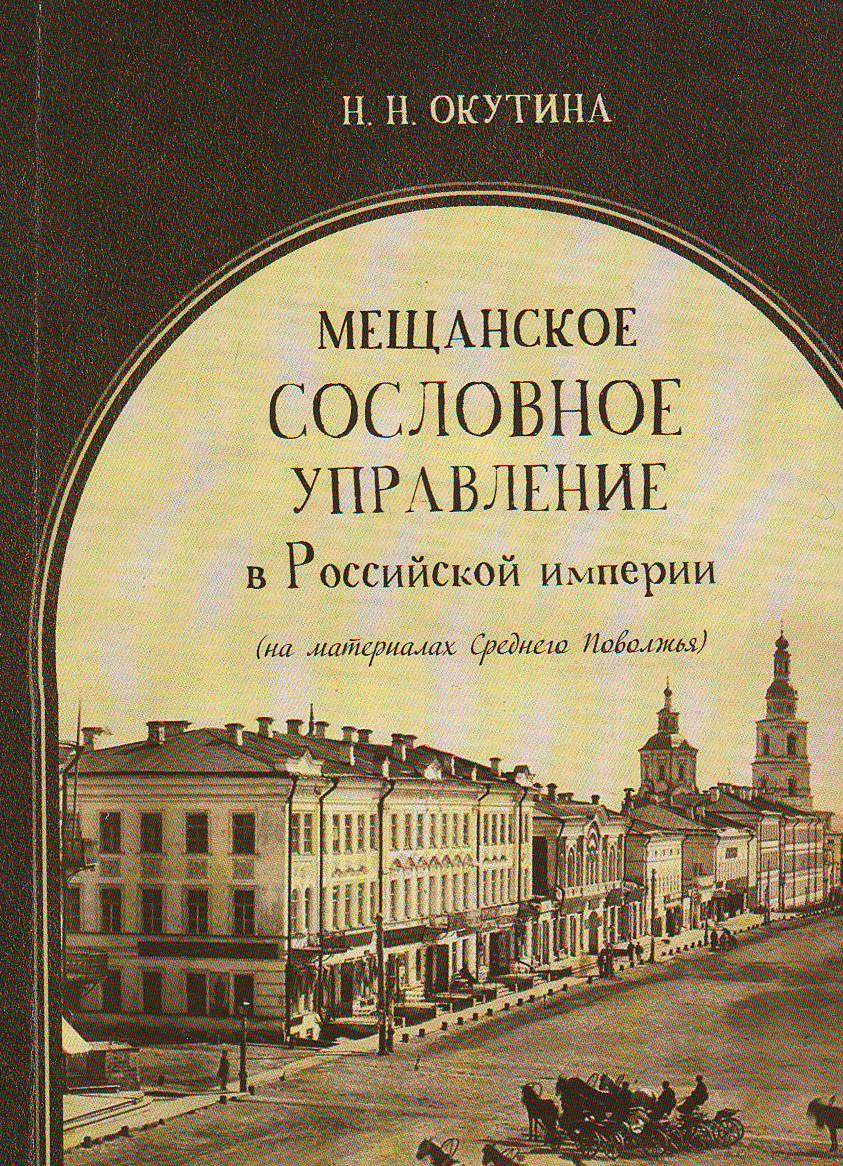 Н. Н. ОКУТИНА
МЕЩАНСКОЕ
СОСЛОВНОЕ
УПРАВЛЕНИЕ
в Российской империи
(на материалах Среднего Поволжья)